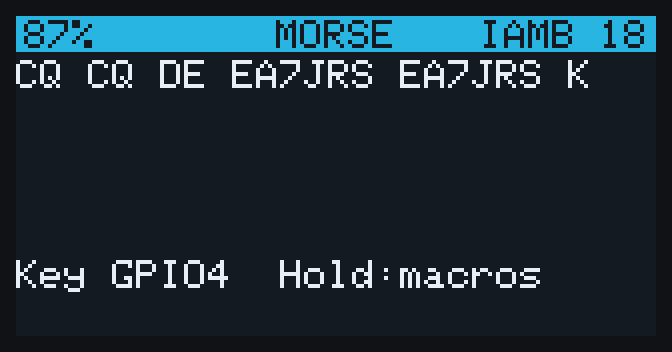 87% MORSE IAMB 18
CQ CQ DE EA7JRS EA7JRS K
Key GPIO4 Hold:macros